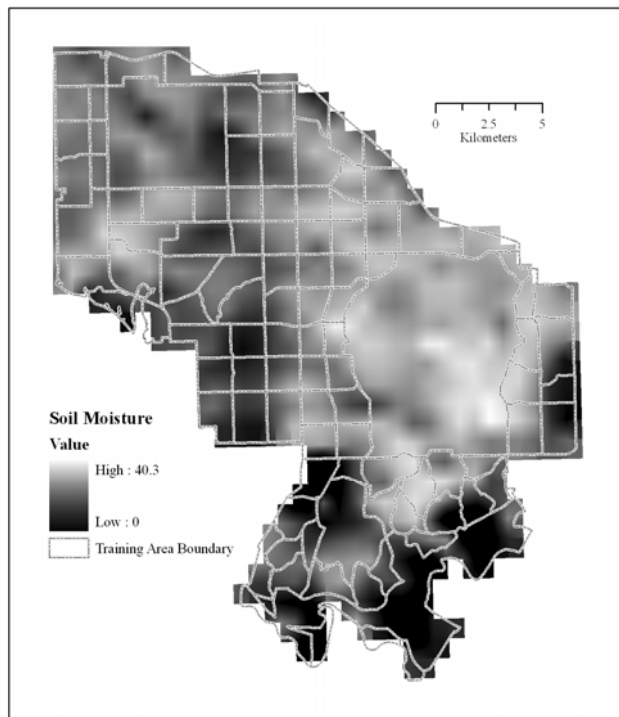 0 2.5 5
Kilometers
Soil Moisture
Value
High : 40.3
Low : 0
Training Area Boundary